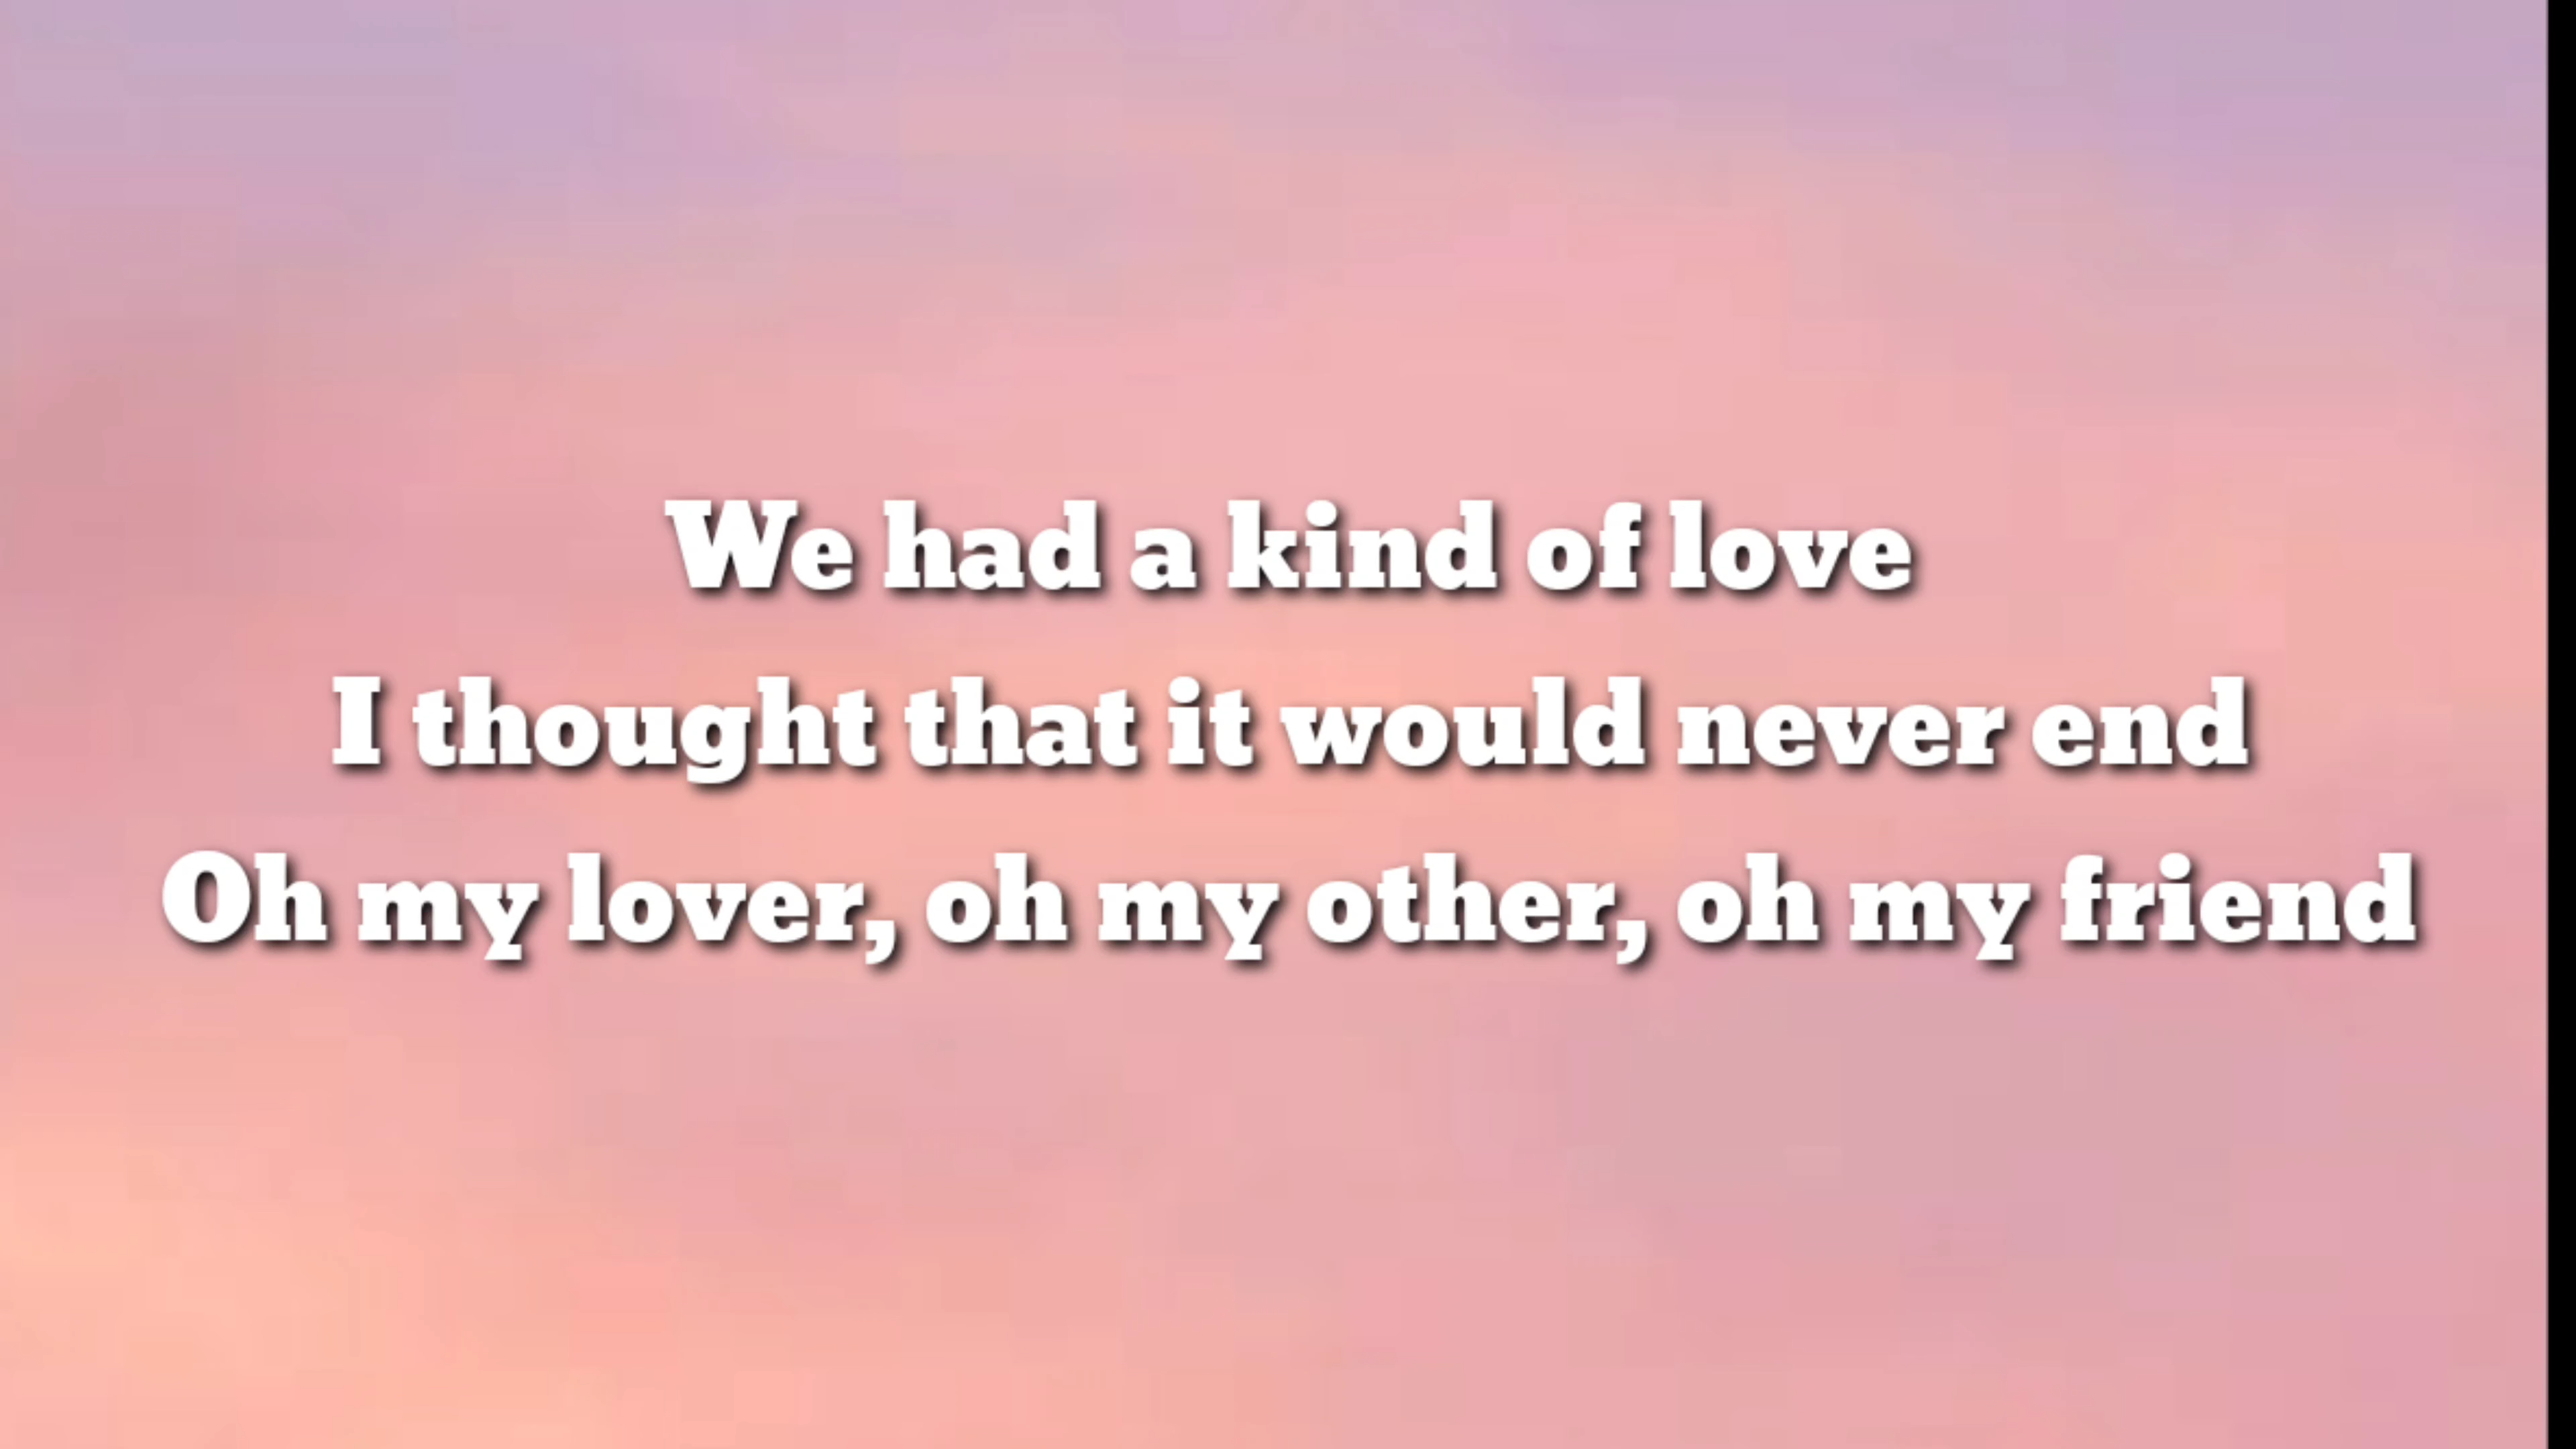 We had a kind of love
I thought that it would never end
Oh my lover, oh my other, oh my friend